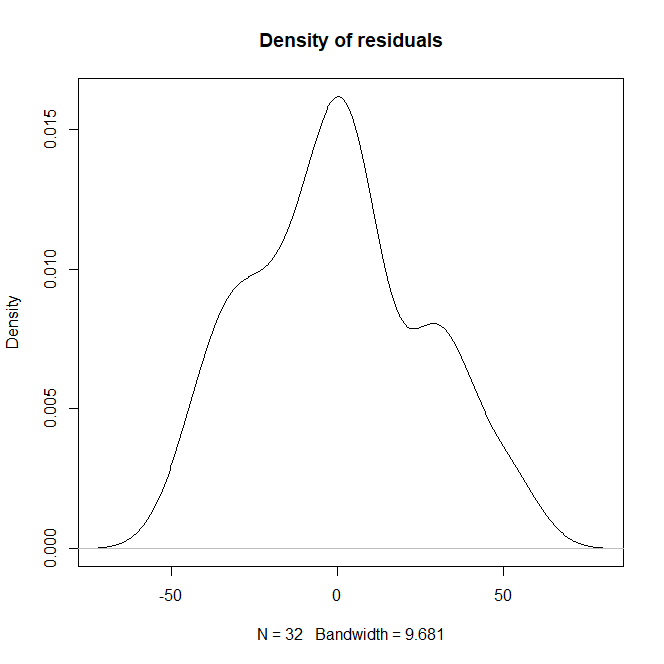 Density of residuals
Density
0.015
0.010
0.005
0.000
-50 0 50
N = 32 Bandwidth = 9.681